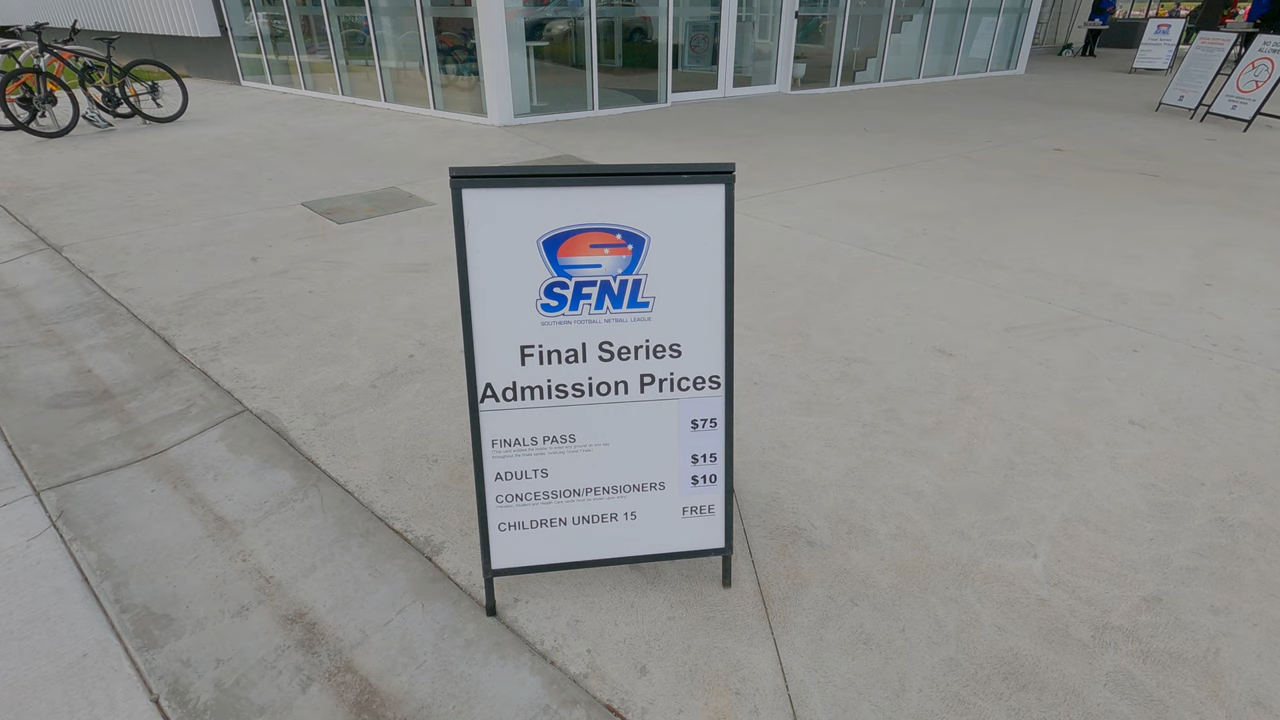 SFNL
SOUTHERN FOOTBALL NETBALL LEAGUE
Final Series
Admission Prices
FINALS PASS $75
ADULTS $15
CONCESSION/PENSIONERS $10
CHILDREN UNDER 15 FREE